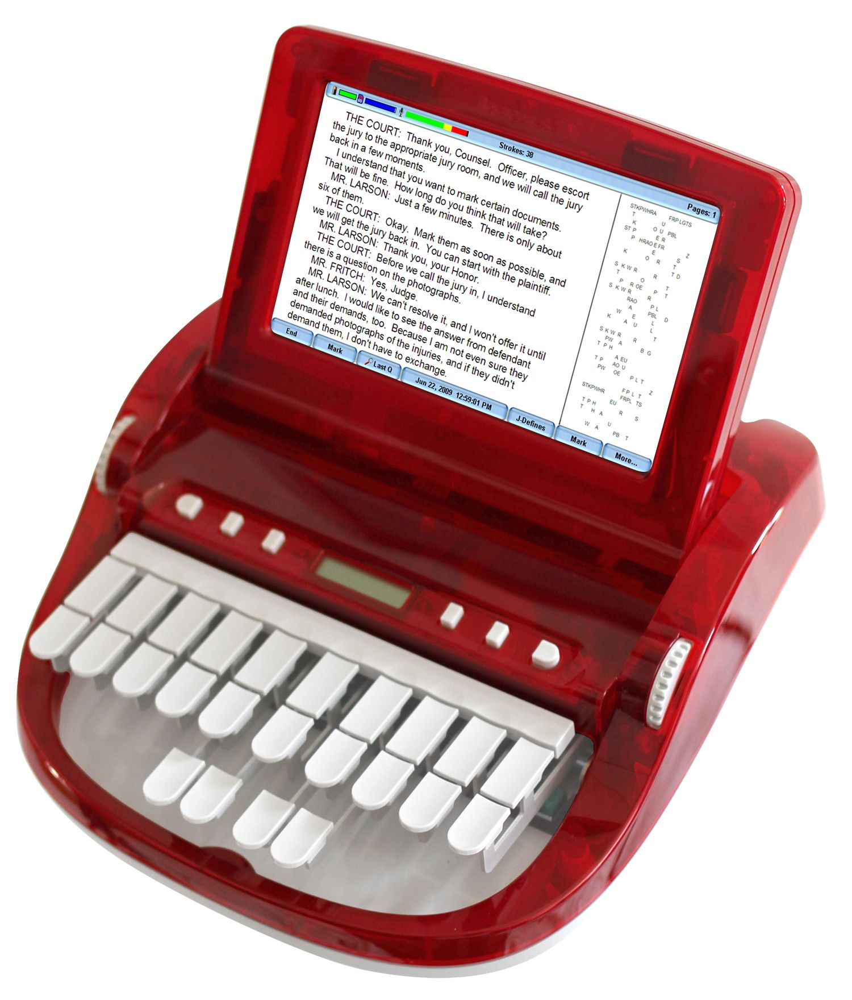 Strokes: 38
Pages: 1
THE COURT: Thank you, Counsel. Officer, please escort
the jury to the appropriate jury room, and we will call the jury
back in a few moments.
I understand that you want to mark certain documents.
That will be fine. How long do you think that will take?
MR. LARSON: Just a few minutes. There is only about
six of them.
THE COURT: Okay. Mark them as soon as possible, and
we will get the jury back in. You can start with the plaintiff.
MR. LARSON: Thank you, your Honor.
THE COURT: Before we call the jury in, I understand
there is a question on the photographs.
MR. FRITCH: Yes, Judge.
MR. LARSON: We can't resolve it, and I won't offer it until
after lunch. I would like to see the answer from defendant
and their demands, too. Because I am not even sure they
demanded photographs of the injuries, and if they didn't
demand them, I don't have to exchange.
STKPWHRA FRP LGTS
T U
K O U PBL
ST P E R
P HRAO E FR Z
E S
K O R T
S K W R R T D
T O T
P R OE P T
S K W R R
RAO P L D
A PBL
W E L
K A U L
S K W R R T
PW A B G
T P H
A EU
T P AO U
PW OE P L T Z
STKPWHR F P L T
FRPL TS
T P H EU R S
T H A U
W A PB T
End
Mark
Last Q
Jun 22, 2009 12:59:01 PM
J-Defines
Mark
More...